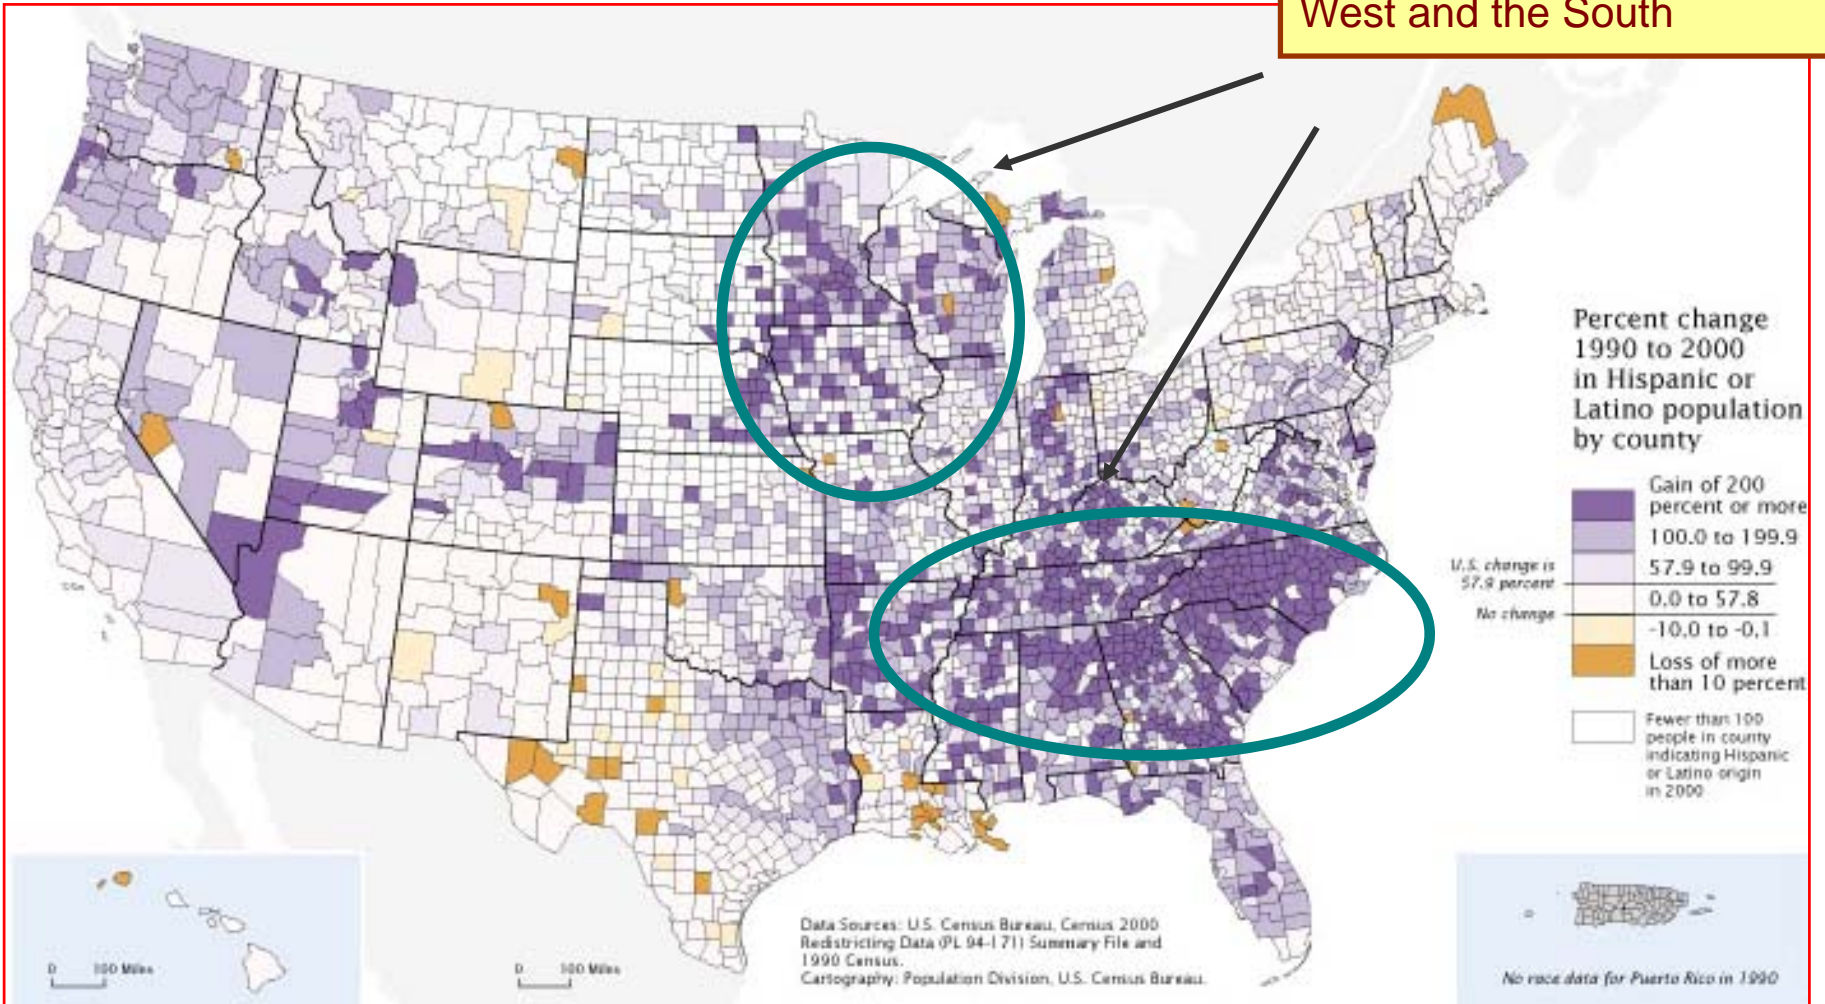 West and the South
Percent change
1990 to 2000
in Hispanic or
Latino population
by county
Gain of 200
percent or more
100.0 to 199.9
U.S. change is
57.9 percent
57.9 to 99.9
0.0 to 57.8
No change
-10.0 to -0.1
Loss of more
than 10 percent
Fewer than 100
people in county
indicating Hispanic
or Latino origin
in 2000
Data Sources: U.S. Census Bureau, Census 2000
Redistricting Data (PL 94-171) Summary File and
1990 Census.
Cartography: Population Division, U.S. Census Bureau.
0 100 Miles
0 100 Miles
No race data for Puerto Rico in 1990